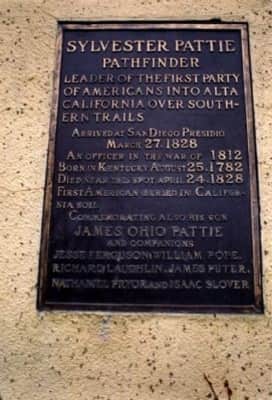 SYLVESTER PATTIE
PATHFINDER
LEADER OF THE FIRST PARTY
OF AMERICANS INTO ALTA
CALIFORNIA OVER SOUTH-
ERN TRAILS
ARRIVED AT SAN DIEGO PRESIDIO
MARCH 27 1828
AN OFFICER IN THE WAR OF 1812
BORN IN KENTUCKY AUGUST 25, 1782
DIED NEAR THIS SPOT APRIL 24, 1828
FIRST AMERICAN BURIED IN CALIFOR-
NIA SOIL
COMMEMORATING ALSO HIS SON
JAMES OHIO PATTIE
AND COMPANIONS
JESSE FERGUSON, WILLIAM POPE,
RICHARD LAUGHLIN, JAMES PUTER,
NATHANIEL PRYOR AND ISAAC SLOVER